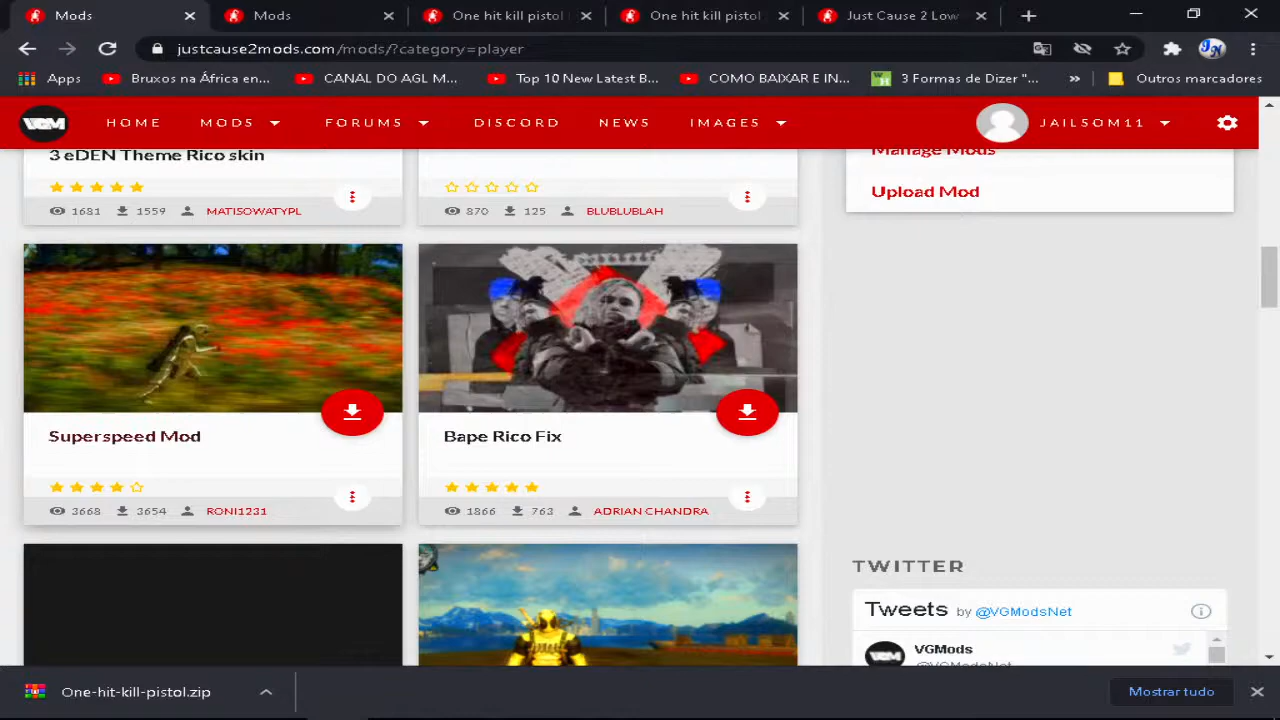 Mods
Mods
One hit kill pistol
One hit kill pistol
Just Cause 2 Low
justcause2mods.com/mods/?category=player
Apps
Bruxos na África en...
CANAL DO AGL M...
Top 10 New Latest B...
COMO BAIXAR E IN...
3 Formas de Dizer "...
»
Outros marcadores
VGM
HOME
MODS
FORUMS
DISCORD
NEWS
IMAGES
JAILSOM11
3 eDEN Theme Rico skin
1681
1559
MATISOWATYPL
870
125
BLUBLUBLAH
Manage Mods
Upload Mod
Superspeed Mod
3668
3654
RONI1231
Bape Rico Fix
1866
763
ADRIAN CHANDRA
TWITTER
Tweets by @VGModsNet
VGMods
@VGModsNet
One-hit-kill-pistol.zip
Mostrar tudo